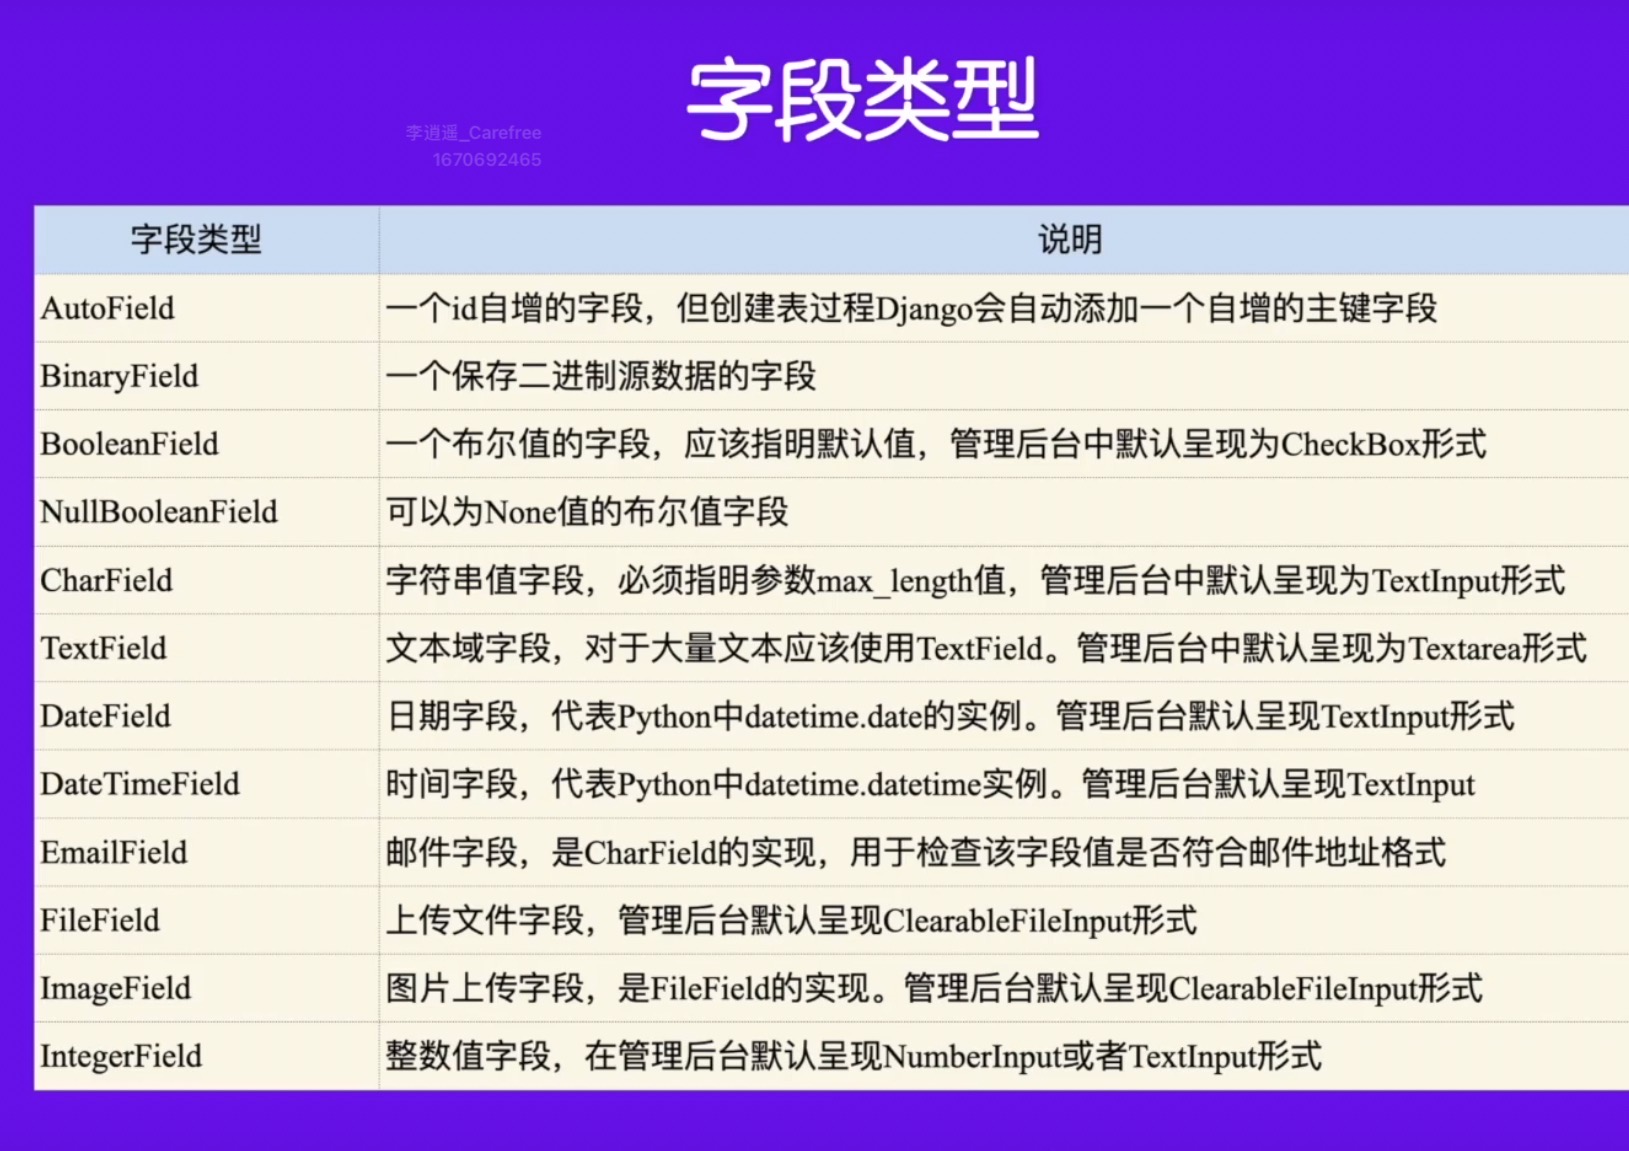 字段类型
李逍遥_Carefree
1670692465
字段类型 说明
AutoField 一个id自增的字段，但创建表过程Django会自动添加一个自增的主键字段
BinaryField 一个保存二进制源数据的字段
BooleanField 一个布尔值的字段，应该指明默认值，管理后台中默认呈现为CheckBox形式
NullBooleanField 可以为None值的布尔值字段
CharField 字符串值字段，必须指明参数max_length值，管理后台中默认呈现为TextInput形式
TextField 文本域字段，对于大量文本应该使用TextField。管理后台中默认呈现为Textarea形式
DateField 日期字段，代表Python中datetime.date的实例。管理后台默认呈现TextInput形式
DateTimeField 时间字段，代表Python中datetime.datetime实例。管理后台默认呈现TextInput
EmailField 邮件字段，是CharField的实现，用于检查该字段值是否符合邮件地址格式
FileField 上传文件字段，管理后台默认呈现ClearableFileInput形式
ImageField 图片上传字段，是FileField的实现。管理后台默认呈现ClearableFileInput形式
IntegerField 整数值字段，在管理后台默认呈现NumberInput或者TextInput形式